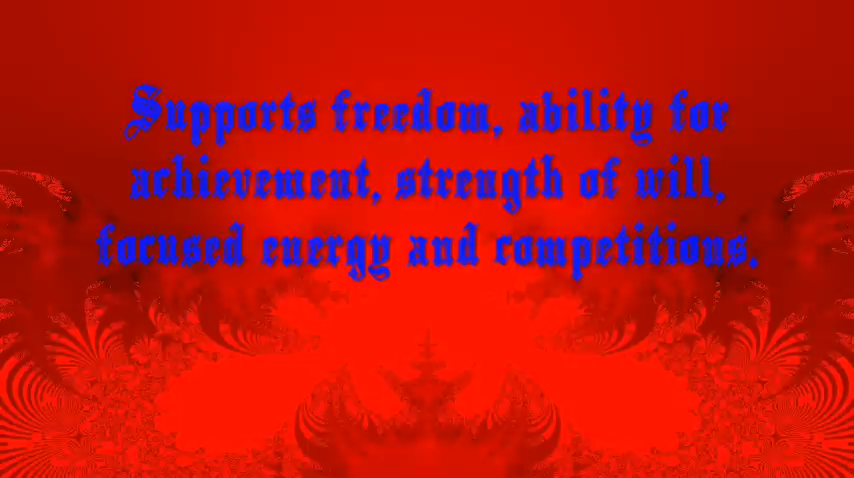 Supports freedom, ability for
achievement, strength of will,
focused energy and competitions.